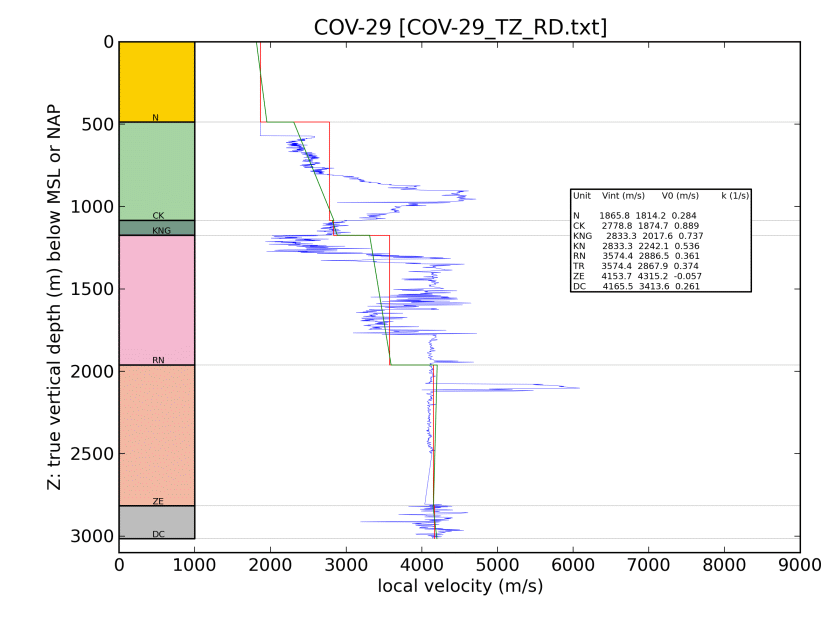 COV-29 [COV-29_TZ_RD.txt]
0
500
1000
1500
2000
2500
3000
Z: true vertical depth (m) below MSL or NAP
N
CK
KNG
RN
ZE
DC
Unit Vint (m/s) V0 (m/s) k (1/s)
N 1865.8 1814.2 0.284
CK 2778.8 1874.7 0.889
KNG 2833.3 2017.6 0.737
KN 2833.3 2242.1 0.536
RN 3574.4 2886.5 0.361
TR 3574.4 2867.9 0.374
ZE 4153.7 4315.2 -0.057
DC 4165.5 3413.6 0.261
0 1000 2000 3000 4000 5000 6000 7000 8000 9000
local velocity (m/s)